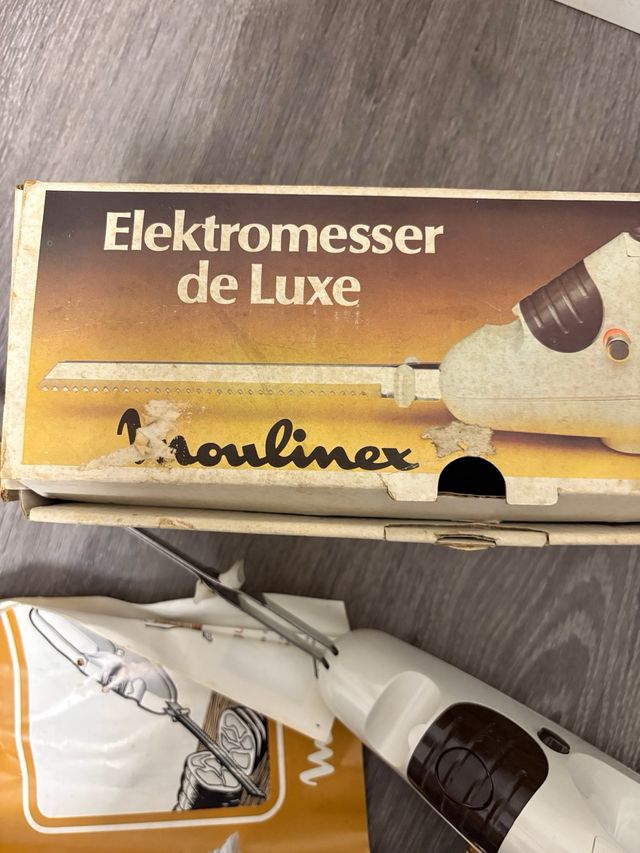 Elektromesser
de Luxe
Moulinex